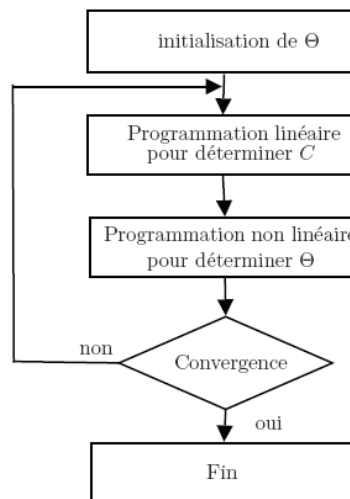 initialisation de Θ
Programmation linéaire
pour déterminer C
Programmation non linéaire
pour déterminer Θ
Convergence
non
oui
Fin